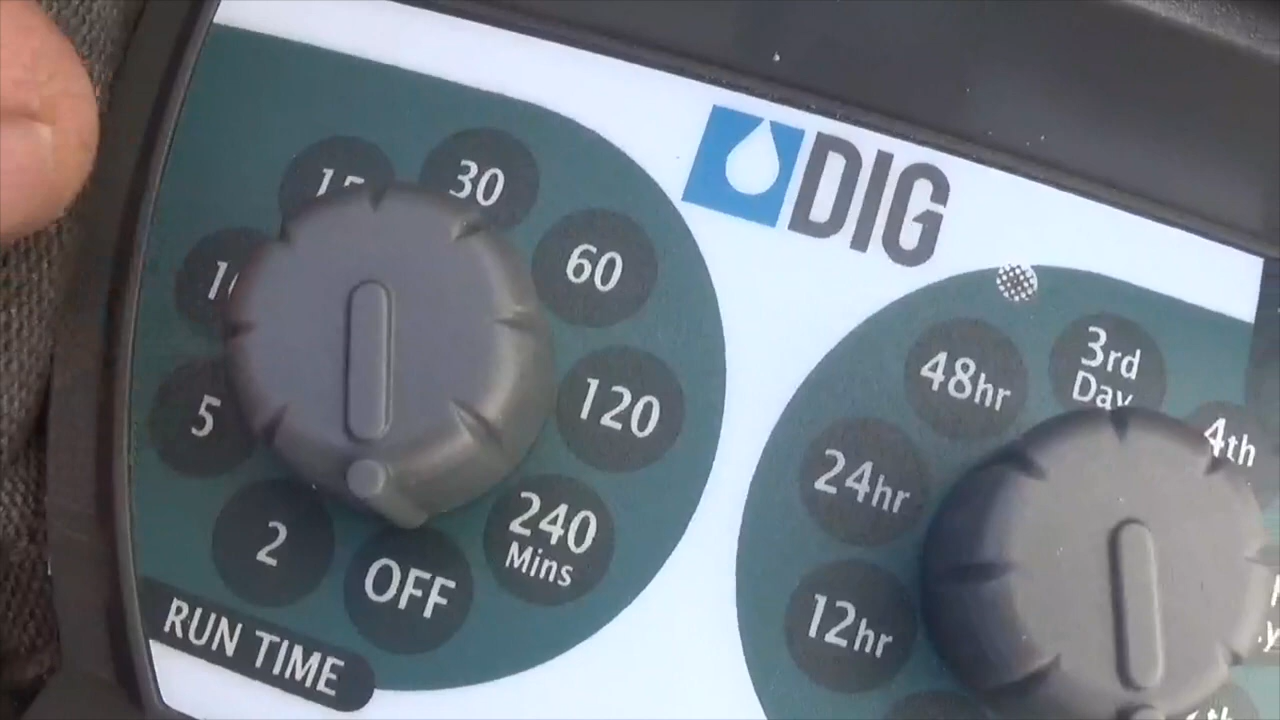 30
60
120
240
Mins
OFF
2
5
RUN TIME
DIG
48hr
3rd
Day
4th
24hr
12hr